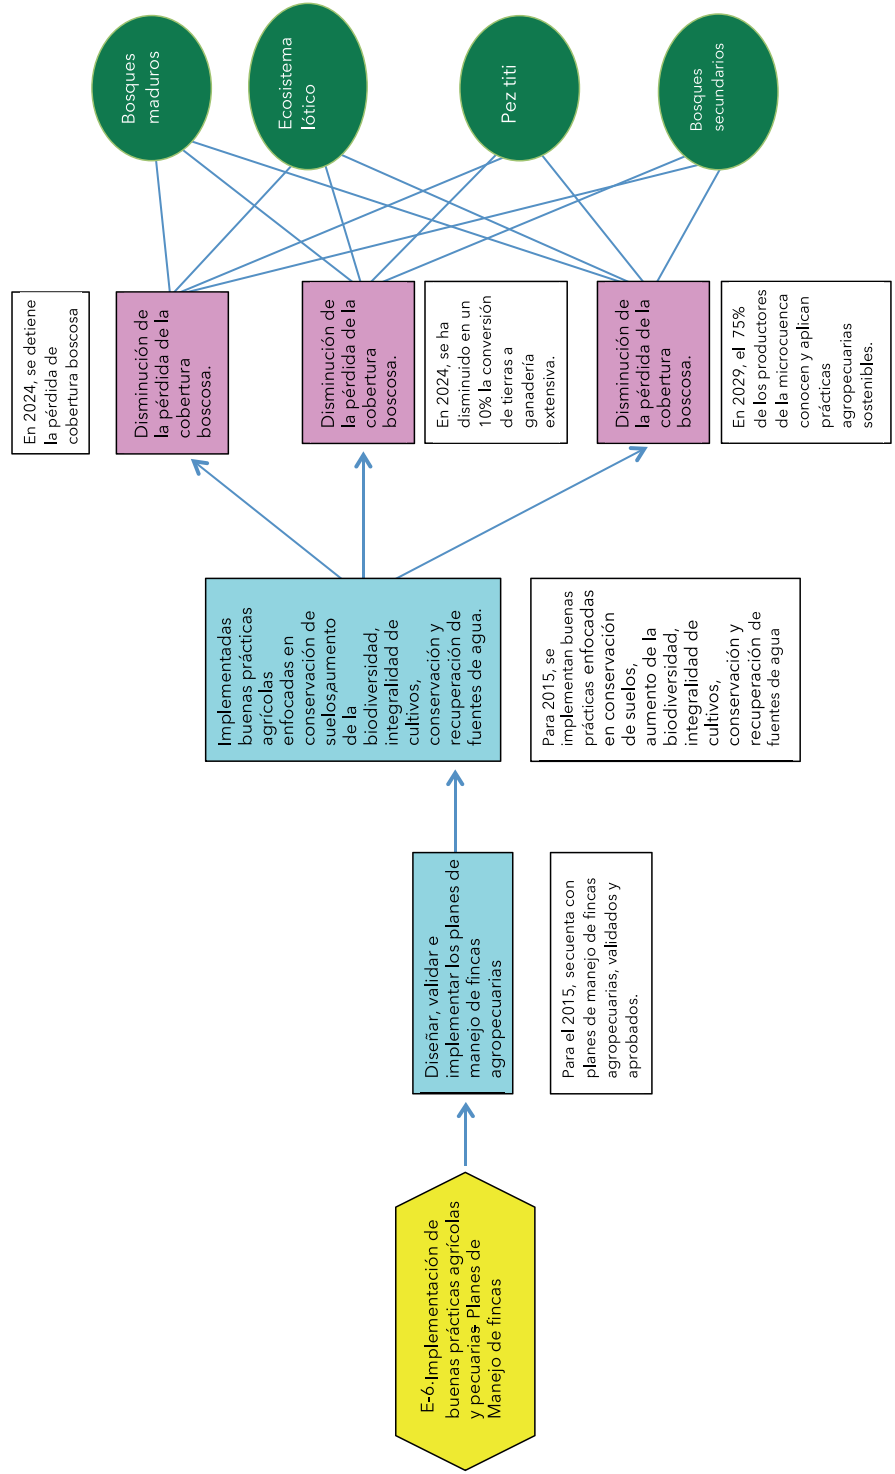 E-6.Implementación de
buenas prácticas agrícolas
y pecuarias- Planes de
Manejo de fincas
Diseñar, validar e
implementar los planes de
manejo de fincas
agropecuarias
Para el 2015, secuenta con
planes de manejo de fincas
agropecuarias, validados y
aprobados.
Implementadas
buenas prácticas
agrícolas
enfocadas en
conservación de
suelos,aumento
de la
biodiversidad,
integralidad de
cultivos,
conservación y
recuperación de
fuentes de agua.
Para 2015, se
implementan buenas
prácticas enfocadas
en conservación
de suelos,
aumento de la
biodiversidad,
integralidad de
cultivos,
conservación y
recuperación de
fuentes de agua
En 2024, se detiene
la pérdida de
cobertura boscosa
Disminución de
la pérdida de la
cobertura
boscosa.
Disminución de
la pérdida de la
cobertura
boscosa.
En 2024, se ha
disminuido en un
10% la conversión
de tierras a
ganadería
extensiva.
Disminución de
la pérdida de la
cobertura
boscosa.
En 2029, el 75%
de los productores
de la microcuenca
conocen y aplican
prácticas
agropecuarias
sostenibles.
Bosques
maduros
Ecosistema
lótico
Pez titi
Bosques
secundarios